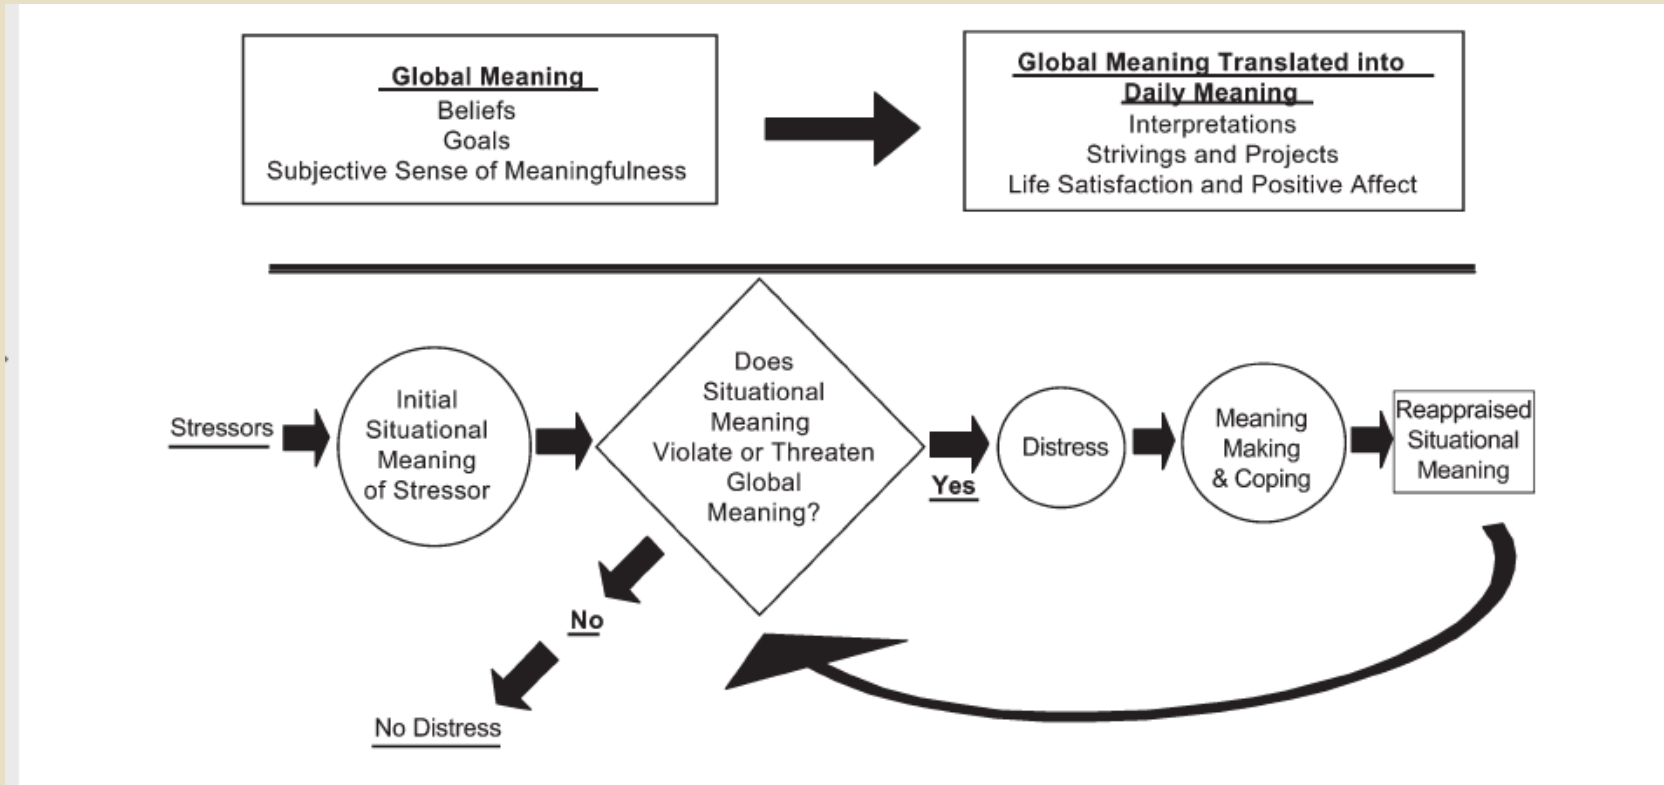 Global Meaning
Beliefs
Goals
Subjective Sense of Meaningfulness
Global Meaning Translated into
Daily Meaning
Interpretations
Strivings and Projects
Life Satisfaction and Positive Affect
Stressors
Initial
Situational
Meaning
of Stressor
Does
Situational
Meaning
Violate or Threaten
Global
Meaning?
Yes
Distress
Meaning
Making
& Coping
Reappraised
Situational
Meaning
No
No Distress